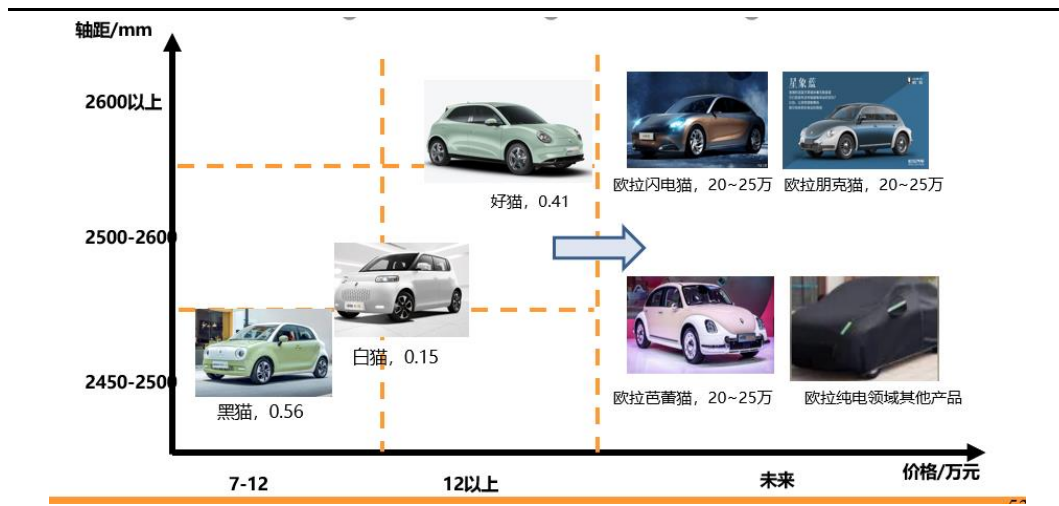 轴距/mm
2600以上
星象蓝
欧拉闪电猫，20~25万
欧拉朋克猫，20~25万
好猫，0.41
2500-2600
白猫，0.15
2450-2500
黑猫，0.56
欧拉芭蕾猫，20~25万
欧拉纯电领域其他产品
价格/万元
7-12
12以上
未来